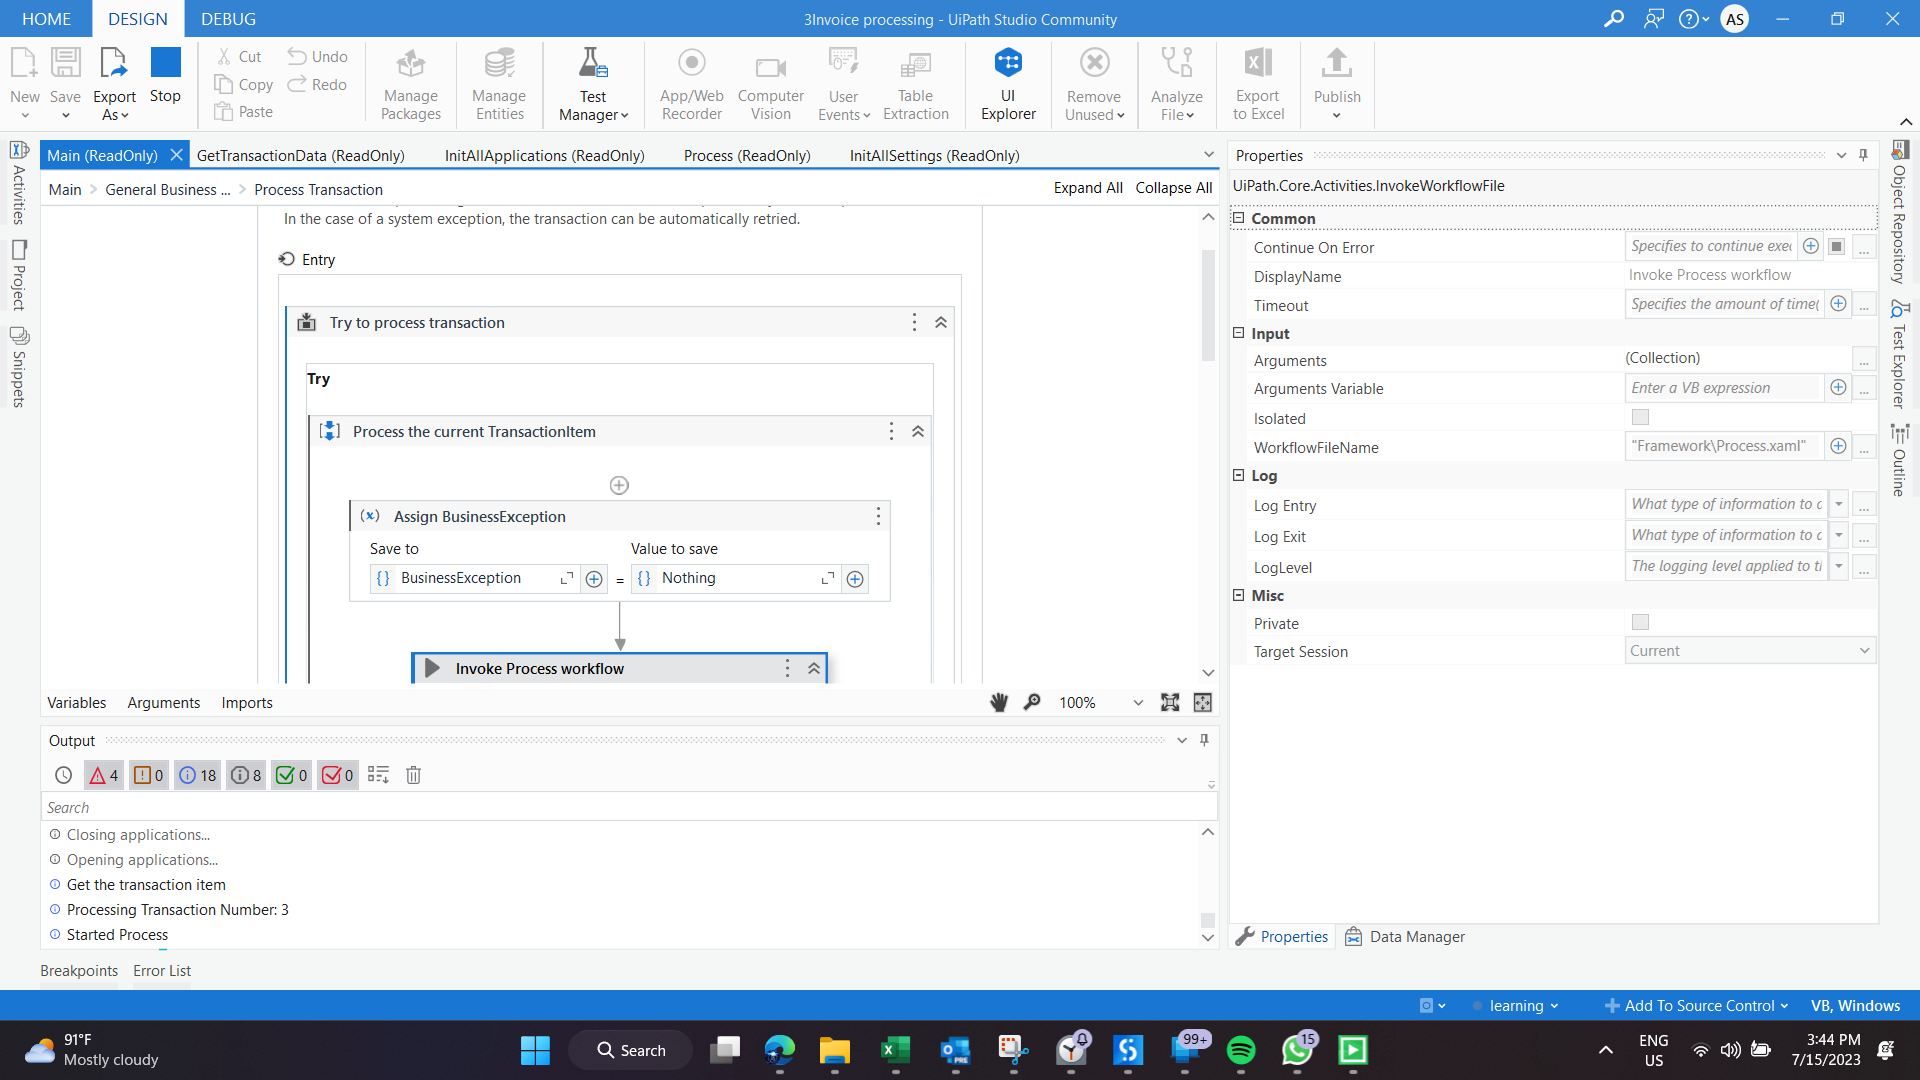 HOME
DESIGN
DEBUG
3Invoice processing - UiPath Studio Community
AS
New
Save
Export
As
Stop
Cut
Copy
Paste
Undo
Redo
Manage
Packages
Manage
Entities
Test
Manager
App/Web
Recorder
Computer
Vision
User
Events
Table
Extraction
UI
Explorer
Remove
Unused
Analyze
File
Export
to Excel
Publish
Activities
Project
Snippets
Main (ReadOnly)
GetTransactionData (ReadOnly)
InitAllApplications (ReadOnly)
Process (ReadOnly)
InitAllSettings (ReadOnly)
Main > General Business ... > Process Transaction
Expand All
Collapse All
In the case of a system exception, the transaction can be automatically retried.
Entry
Try to process transaction
Try
Process the current TransactionItem
Assign BusinessException
Save to
Value to save
{} BusinessException
= {} Nothing
Invoke Process workflow
Variables
Arguments
Imports
100%
Output
4
0
18
8
0
0
Search
Closing applications...
Opening applications...
Get the transaction item
Processing Transaction Number: 3
Started Process
Breakpoints
Error List
Properties
UiPath.Core.Activities.InvokeWorkflowFile
Common
Continue On Error
Specifies to continue exec
...
DisplayName
Invoke Process workflow
Timeout
Specifies the amount of time(
...
Input
Arguments
(Collection)
...
Arguments Variable
Enter a VB expression
...
Isolated
WorkflowFileName
"Framework\Process.xaml"
...
Log
Log Entry
What type of information to
...
Log Exit
What type of information to
...
LogLevel
The logging level applied to
...
Misc
Private
Target Session
Current
Properties
Data Manager
Object Repository
Test Explorer
Outline
learning
Add To Source Control
VB, Windows
91°F
Mostly cloudy
Search
PRE
99+
15
ENG
US
3:44 PM
7/15/2023